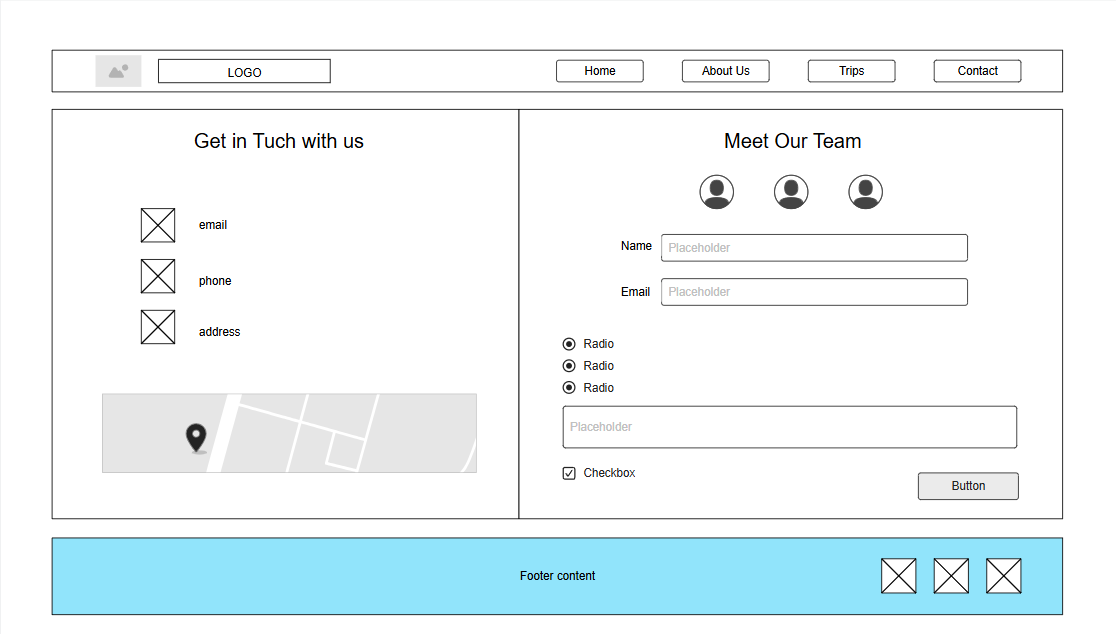 LOGO
Home
About Us
Trips
Contact
Get in Tuch with us
email
phone
address
Meet Our Team
Name
Placeholder
Email
Placeholder
Radio
Radio
Radio
Placeholder
Checkbox
Button
Footer content